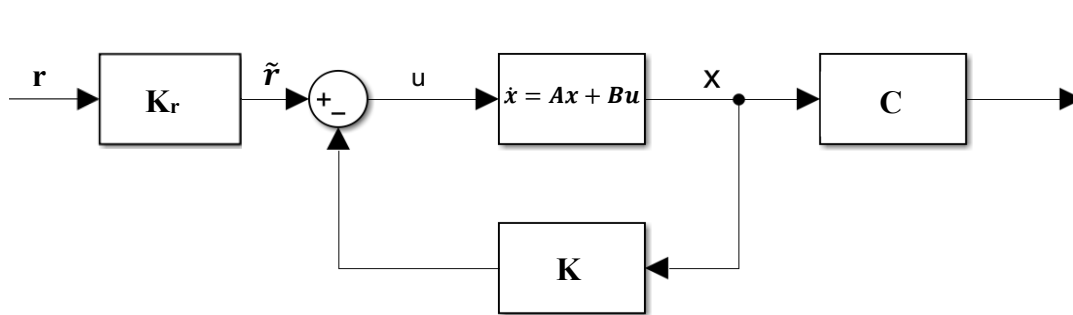 r
Kr
r̃
+
−
u
ẋ = Ax + Bu
X
C
K